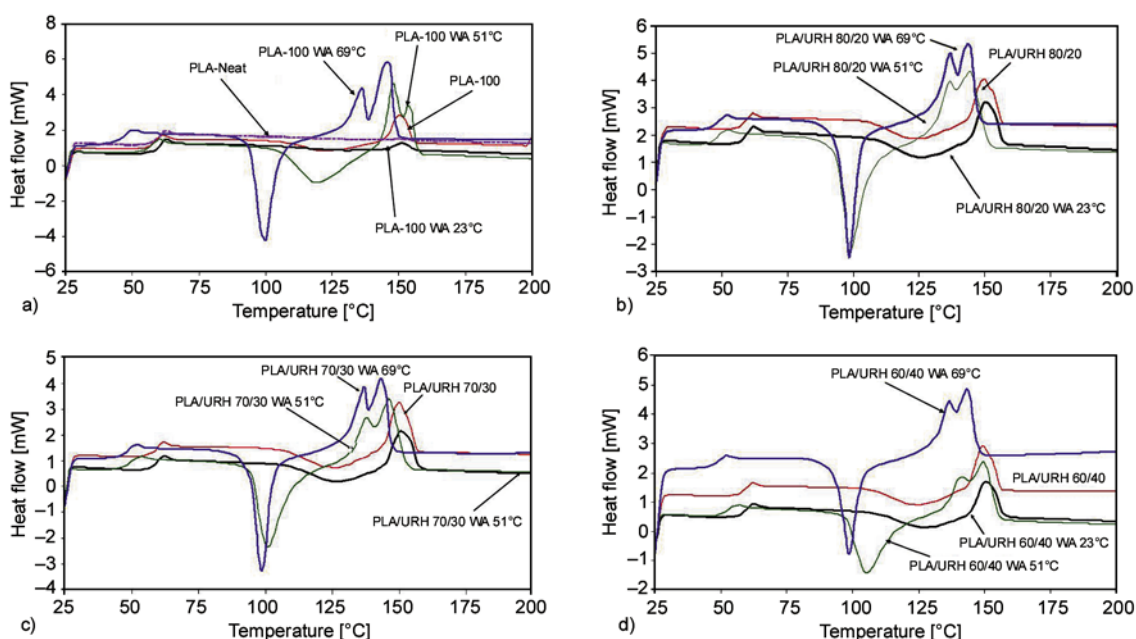 8
PLA-100 WA 51°C
PLA-100 WA 69°C
6
PLA-Neat
PLA-100
4
2
0
−2
−4
PLA-100 WA 23°C
6
Heat flow [mW]
25 50 75 100 125 150 175 200
a)
Temperature [°C]
6
PLA/URH 80/20 WA 69°C
PLA/URH 80/20
5
PLA/URH 80/20 WA 51°C
4
3
2
1
PLA/URH 80/20 WA 23°C
0
−1
−2
−3
Heat flow [mW]
25 50 75 100 125 150 175 200
b)
Temperature [°C]
5
PLA/URH 70/30 WA 69°C
4
PLA/URH 70/30
PLA/URH 70/30 WA 51°C
3
2
1
0
−1
PLA/URH 70/30 WA 51°C
−2
−3
−4
Heat flow [mW]
25 50 75 100 125 150 175 200
c)
Temperature [°C]
6
PLA/URH 60/40 WA 69°C
5
4
3
2
PLA/URH 60/40
1
0
PLA/URH 60/40 WA 23°C
−1
PLA/URH 60/40 WA 51°C
−2
Heat flow [mW]
25 50 75 100 125 150 175 200
d)
Temperature [°C]